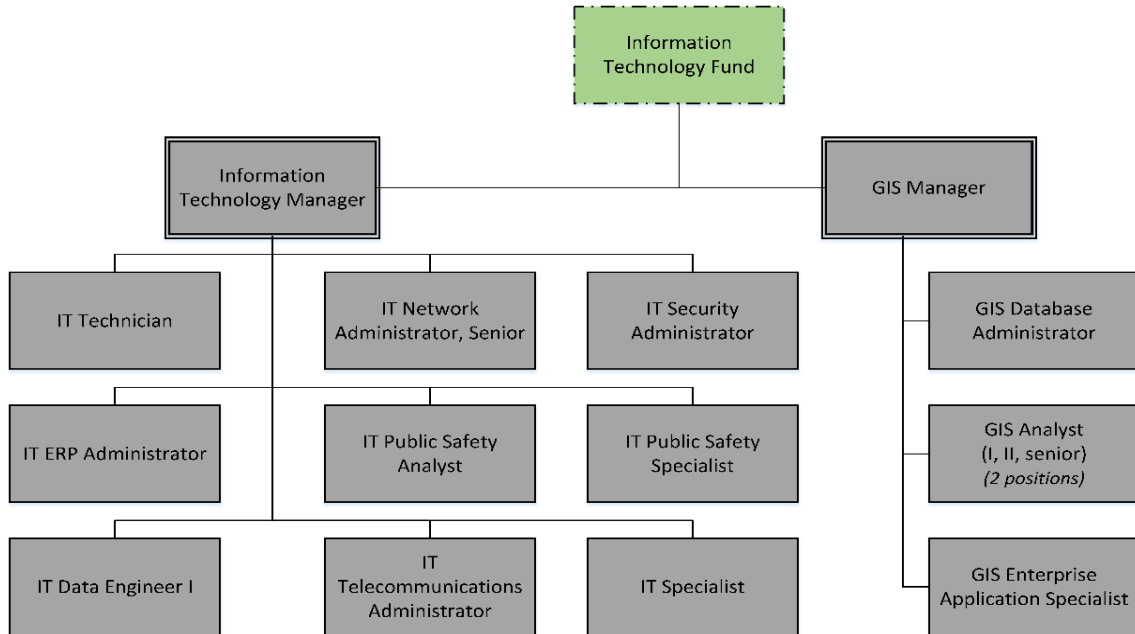 Information
Technology Fund
Information
Technology Manager
GIS Manager
IT Technician
IT Network
Administrator, Senior
IT Security
Administrator
GIS Database
Administrator
IT ERP Administrator
IT Public Safety
Analyst
IT Public Safety
Specialist
GIS Analyst
(I, II, senior)
(2 positions)
IT Data Engineer I
IT
Telecommunications
Administrator
IT Specialist
GIS Enterprise
Application Specialist